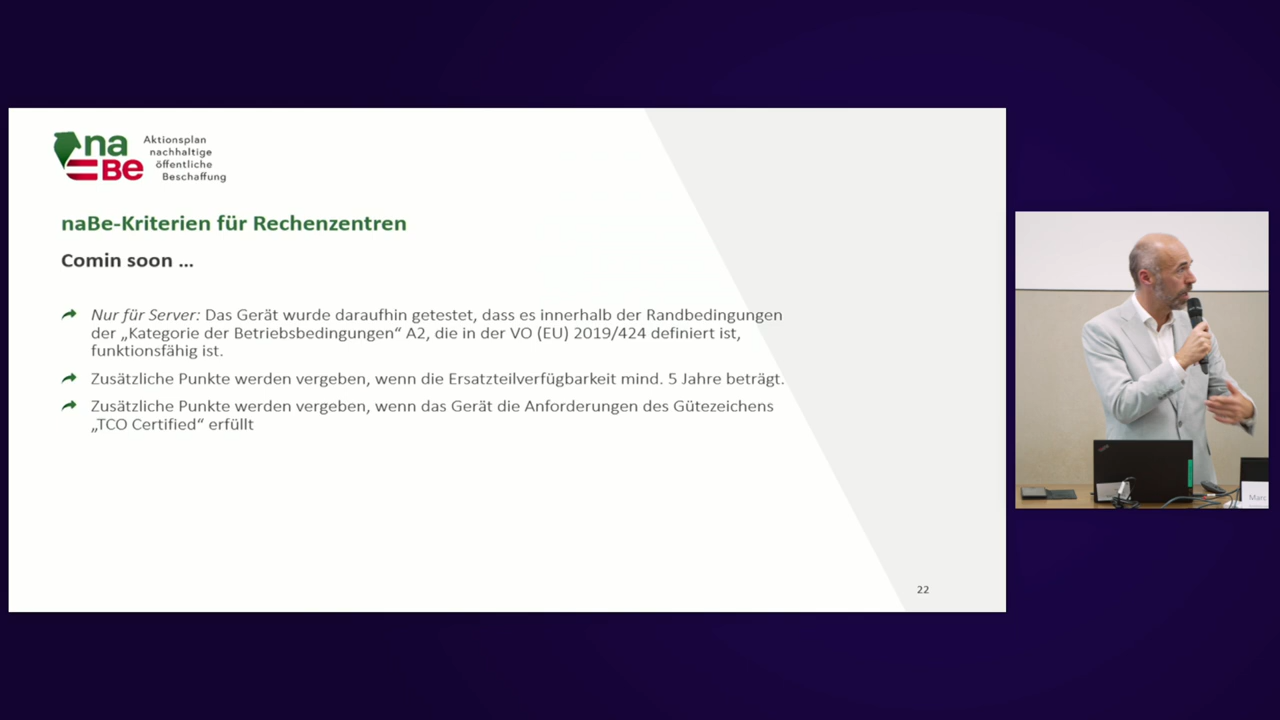 na
Be
Aktionsplan
nachhaltige
öffentliche
Beschaffung
naBe-Kriterien für Rechenzentren
Comin soon ...
Nur für Server: Das Gerät wurde daraufhin getestet, dass es innerhalb der Randbedingungen
der „Kategorie der Betriebsbedingungen“ A2, die in der VO (EU) 2019/424 definiert ist,
funktionsfähig ist.
Zusätzliche Punkte werden vergeben, wenn die Ersatzteilverfügbarkeit mind. 5 Jahre beträgt.
Zusätzliche Punkte werden vergeben, wenn das Gerät die Anforderungen des Gütezeichens
„TCO Certified“ erfüllt
22
Marc